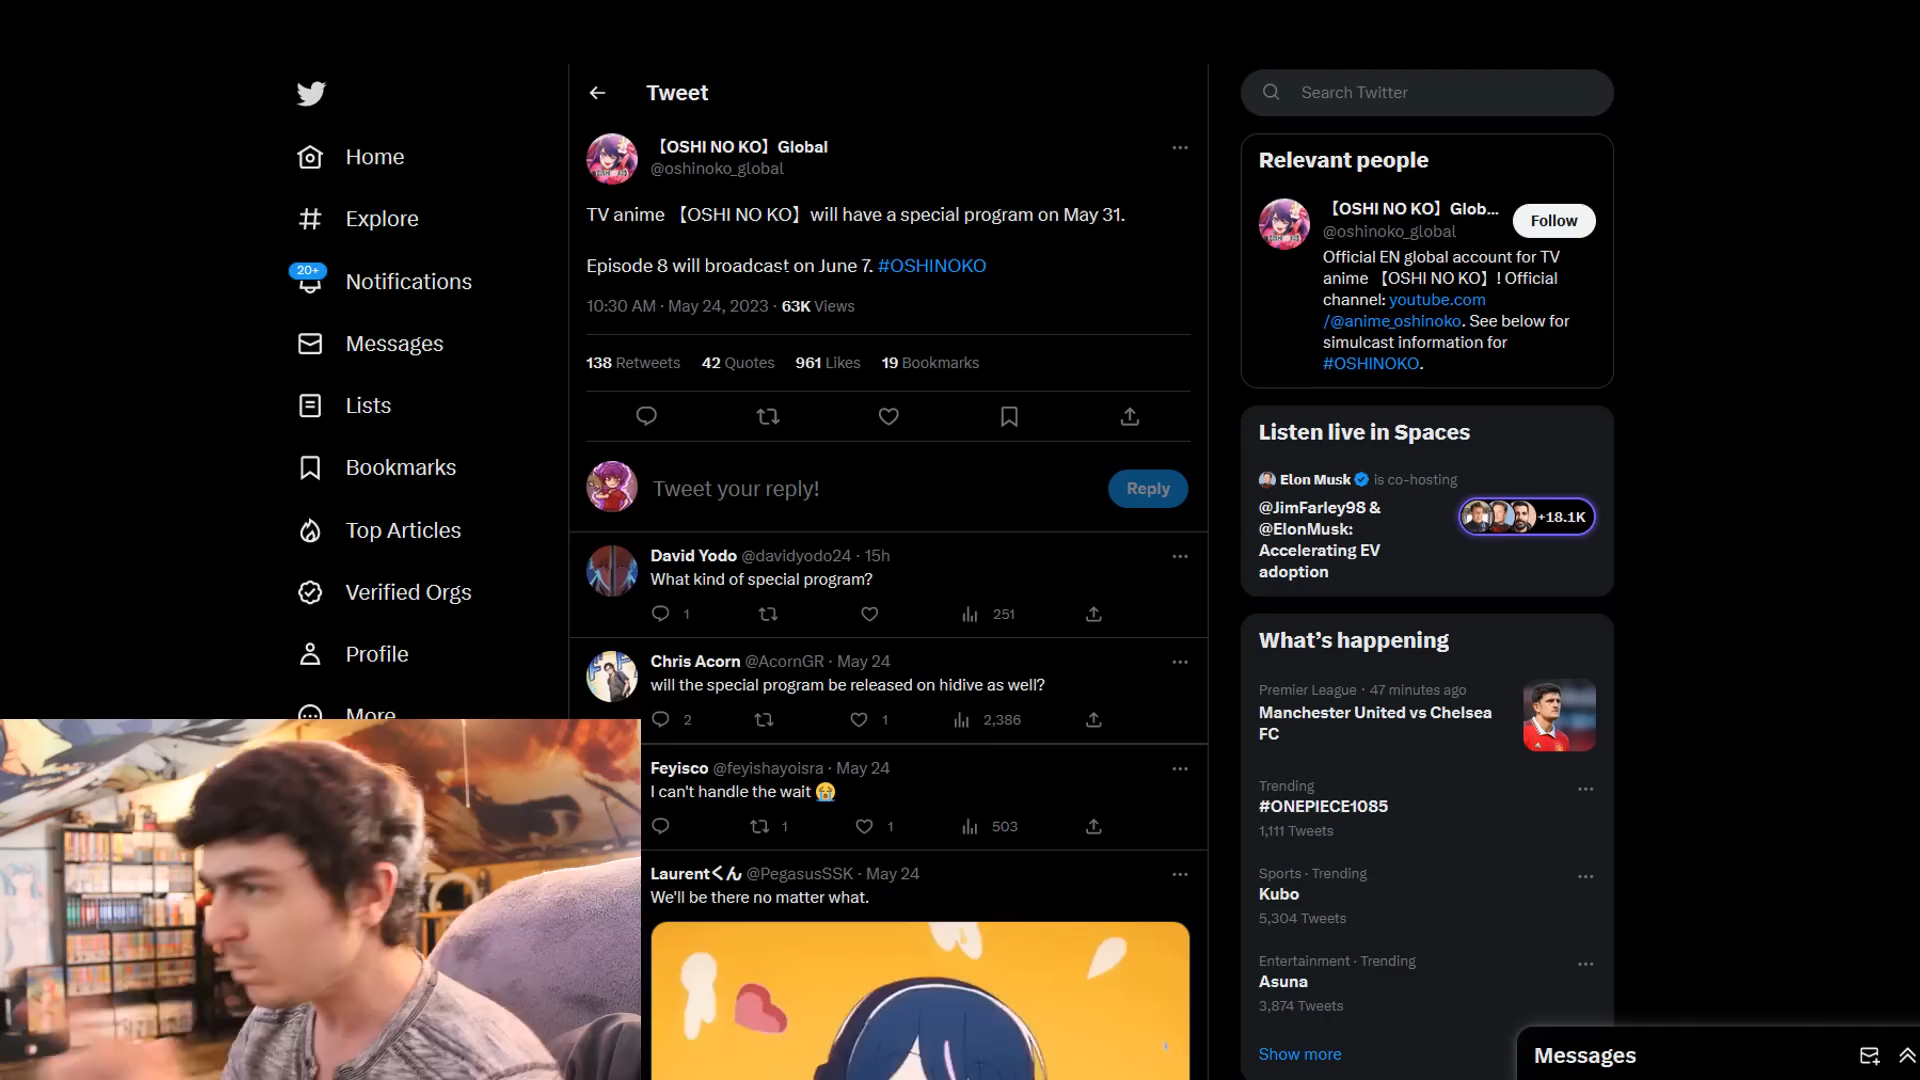 Home
Explore
20+
Notifications
Messages
Lists
Bookmarks
Top Articles
Verified Orgs
Profile
More
Tweet
【OSHI NO KO】Global
@oshinoko_global
TV anime 【OSHI NO KO】will have a special program on May 31.
Episode 8 will broadcast on June 7. #OSHINOKO
10:30 AM · May 24, 2023 · 63K Views
138 Retweets 42 Quotes 961 Likes 19 Bookmarks
Tweet your reply!
Reply
David Yodo @davidyodo24 · 15h
What kind of special program?
1 251
Chris Acorn @AcornGR · May 24
will the special program be released on hidive as well?
2 1 2,386
Feyisco @feyishayoisra · May 24
I can't handle the wait 😭
1 1 503
Laurentくん @PegasusSSK · May 24
We'll be there no matter what.
Search Twitter
Relevant people
【OSHI NO KO】Glob...
@oshinoko_global
Follow
Official EN global account for TV
anime 【OSHI NO KO】! Official
channel: youtube.com
/@anime_oshinoko. See below for
simulcast information for
#OSHINOKO.
Listen live in Spaces
Elon Musk is co-hosting
@JimFarley98 &
@ElonMusk:
Accelerating EV
adoption
+18.1K
What's happening
Premier League · 47 minutes ago
Manchester United vs Chelsea
FC
Trending
#ONEPIECE1085
1,111 Tweets
Sports · Trending
Kubo
5,304 Tweets
Entertainment · Trending
Asuna
3,874 Tweets
Show more
Messages